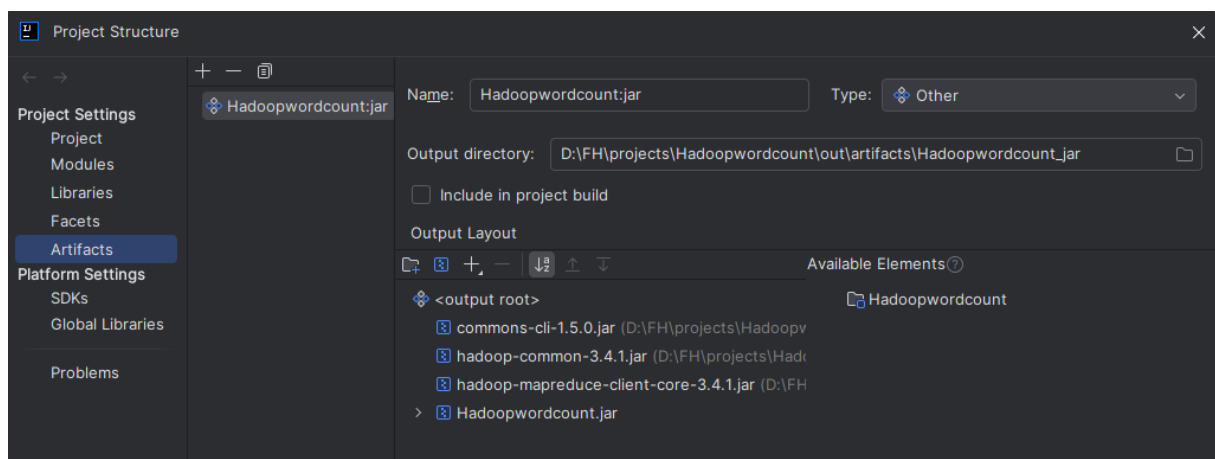 Project Structure
Project Settings
Project
Modules
Libraries
Facets
Artifacts
Platform Settings
SDKs
Global Libraries
Problems
Hadoopwordcount:jar
Name: Hadoopwordcount:jar Type: Other
Output directory: D:\FH\projects\Hadoopwordcount\out\artifacts\Hadoopwordcount_jar
Include in project build
Output Layout
Available Elements
<output root>
commons-cli-1.5.0.jar (D:\FH\projects\Hadoopw
hadoop-common-3.4.1.jar (D:\FH\projects\Hado
hadoop-mapreduce-client-core-3.4.1.jar (D:\FH
Hadoopwordcount.jar
Hadoopwordcount